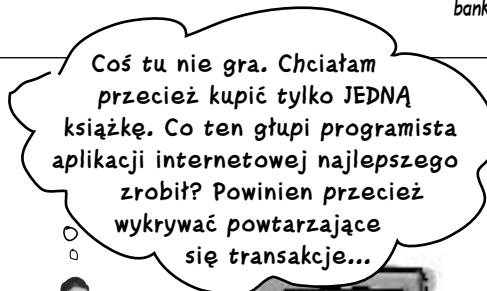 bank
Coś tu nie gra. Chciałam
przecież kupić tylko JEDNĄ
książkę. Co ten głupi programista
aplikacji internetowej najlepszego
zrobił? Powinien przecież
wykrywać powtarzające
się transakcje...